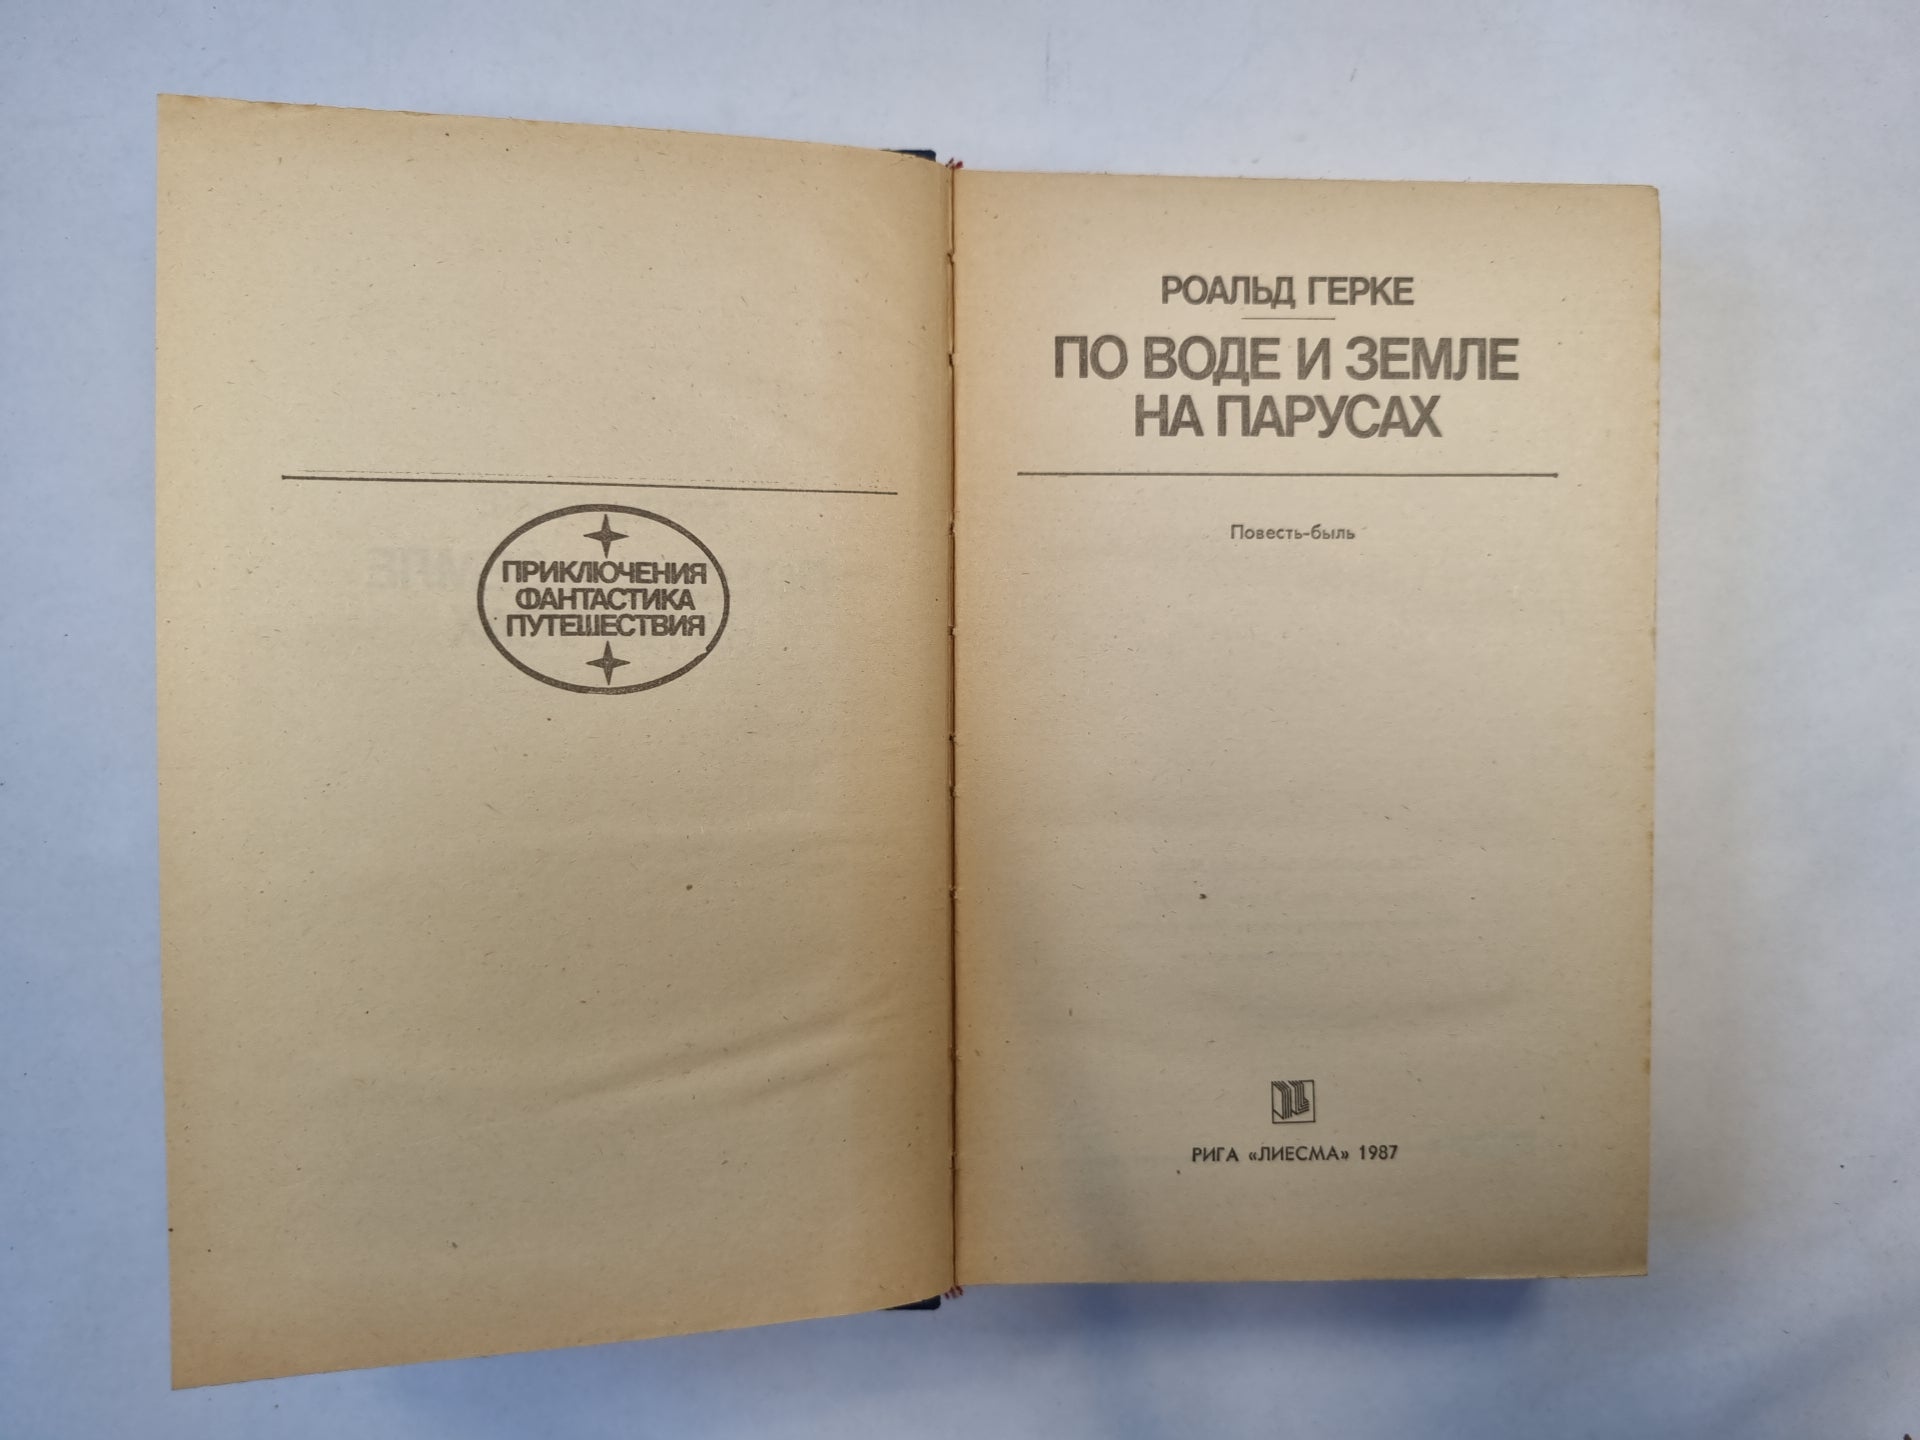 ПРИКЛЮЧЕНИЯ
ФАНТАСТИКА
ПУТЕШЕСТВИЯ
РОАЛЬД ГЕРКЕ
ПО ВОДЕ И ЗЕМЛЕ
НА ПАРУСАХ
Повесть-быль
РИГА «ЛИЕСМА» 1987